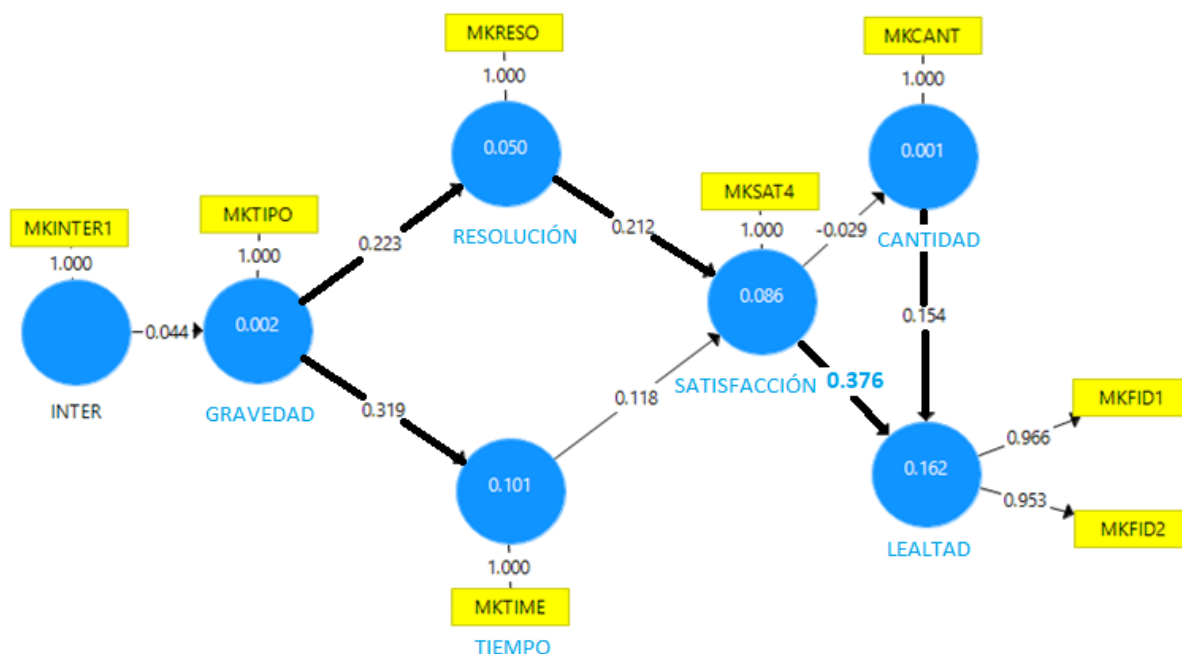 MKRESO
MKCANT
1.000
1.000
0.050
0.001
MKSAT4
MKTIPO
MKINTER1
RESOLUCIÓN
0.212
1.000
-0.029
CANTIDAD
1.000
1.000
0.223
0.086
0.154
0.002
0.044
SATISFACCIÓN
0.376
INTER
GRAVEDAD
0.319
0.118
MKFID1
0.966
0.162
0.101
0.953
MKFID2
LEALTAD
1.000
MKTIME
TIEMPO